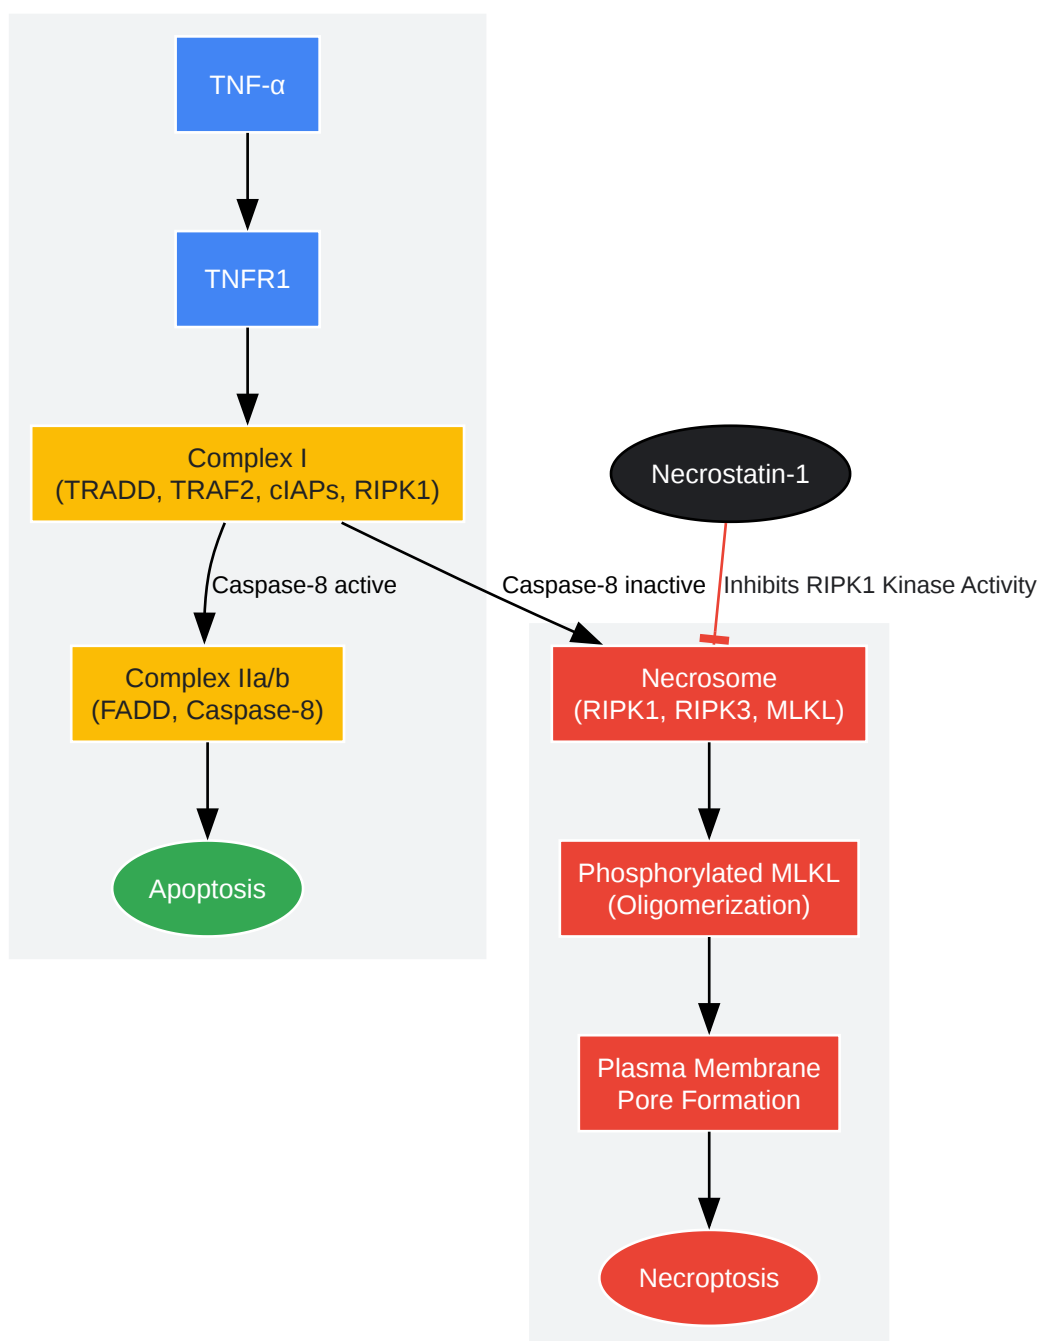 TNF-α
TNFR1
Complex I
(TRADD, TRAF2, cIAPs, RIPK1)
Necrostatin-1
Caspase-8 active
Caspase-8 inactive
Inhibits RIPK1 Kinase Activity
Complex IIa/b
(FADD, Caspase-8)
Necrosome
(RIPK1, RIPK3, MLKL)
Apoptosis
Phosphorylated MLKL
(Oligomerization)
Plasma Membrane
Pore Formation
Necroptosis